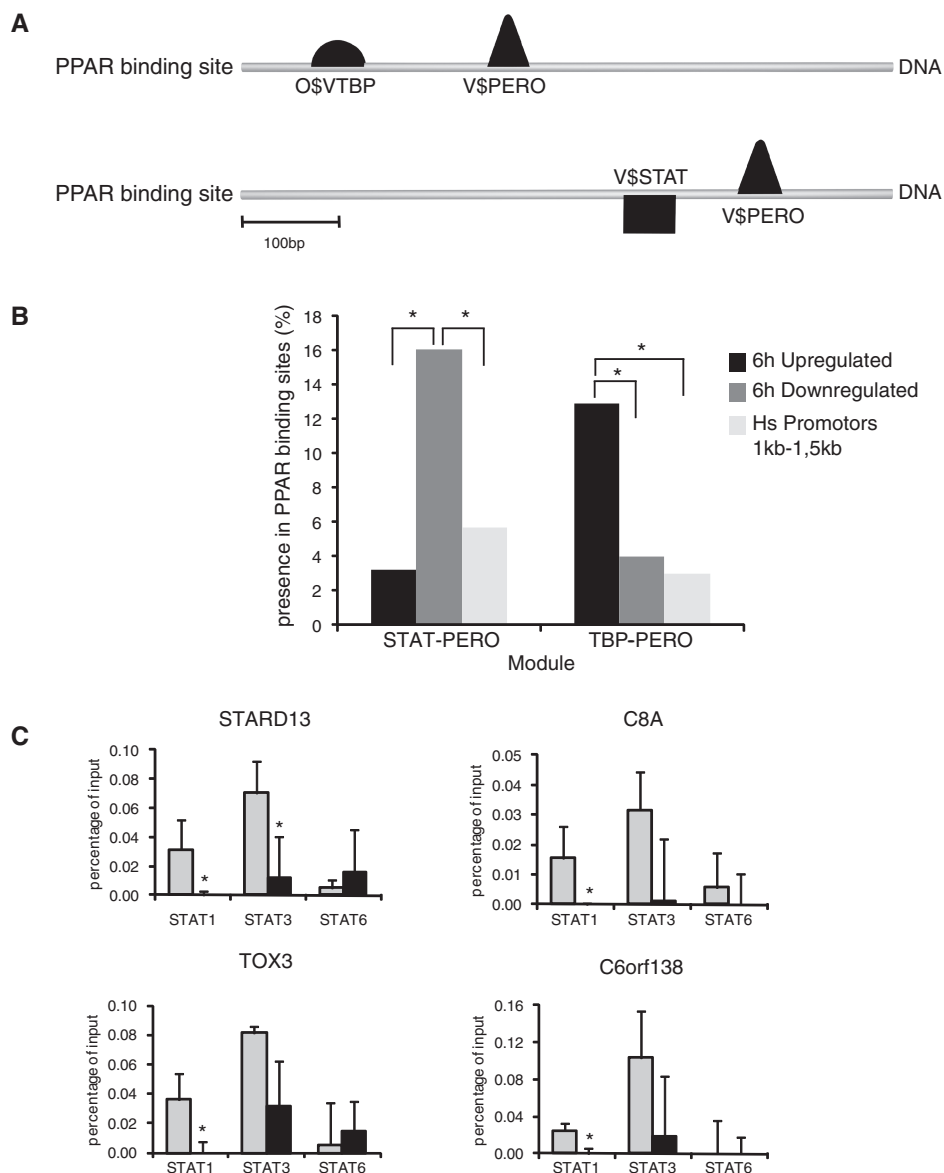 A
PPAR binding site
DNA
O$VTBP
V$PERO
V$STAT
PPAR binding site
DNA
V$PERO
100bp
B
presence in PPAR binding sites (%)
18
16
14
12
10
8
6
4
2
0
* *
*
*
6h Upregulated
6h Downregulated
Hs Promotors
1kb-1,5kb
STAT-PERO
TBP-PERO
Module
C
STARD13
percentage of input
0.10
0.08
0.06
0.04
0.02
0.00
*
*
STAT1 STAT3 STAT6
C8A
percentage of input
0.05
0.04
0.03
0.02
0.01
0.00
*
STAT1 STAT3 STAT6
TOX3
percentage of input
0.10
0.08
0.06
0.04
0.02
0.00
*
STAT1 STAT3 STAT6
C6orf138
percentage of input
0.16
0.12
0.08
0.04
0.00
*
STAT1 STAT3 STAT6